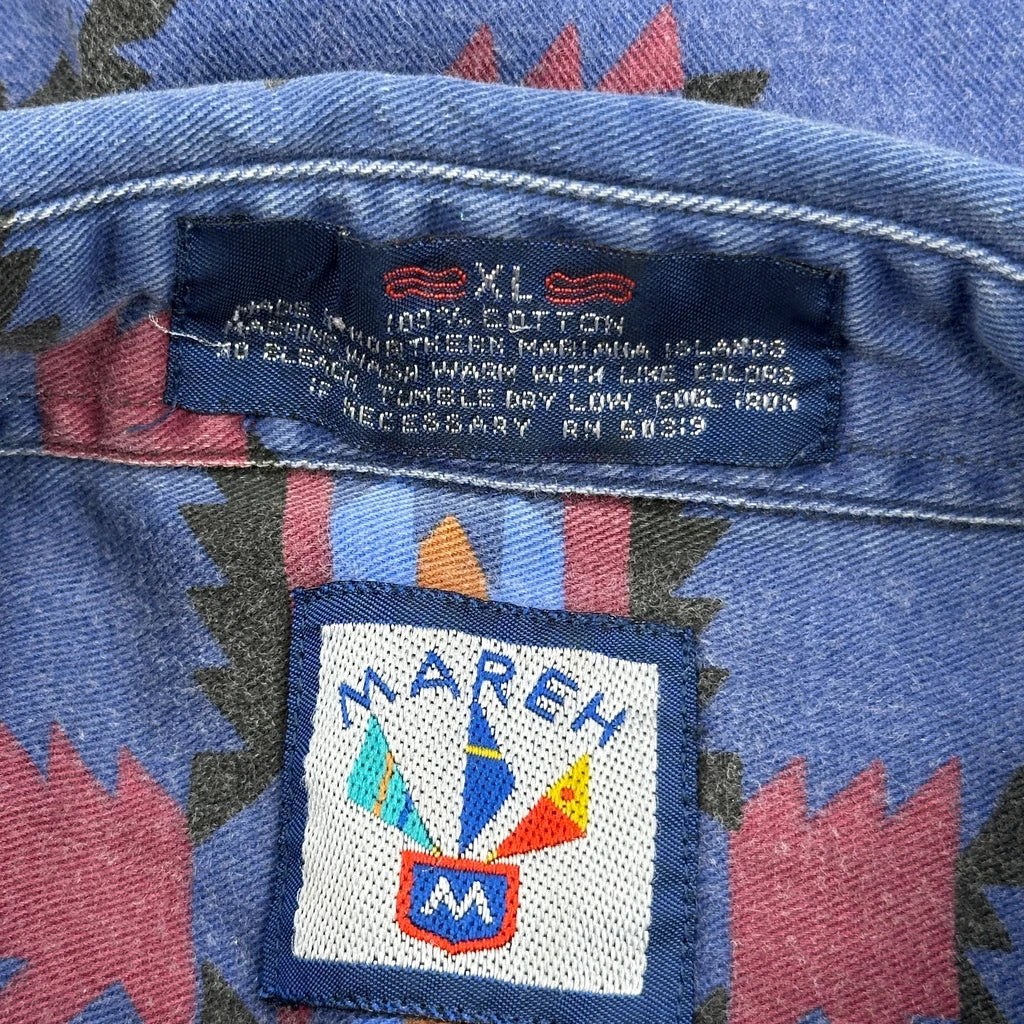 XL
100% COTTON
MADE IN NORTHERN MARIANA ISLANDS
MACHINE WASH WARM WITH LIKE COLORS
NO BLEACH, TUMBLE DRY LOW, COOL IRON
IF NECESSARY RN 50319
MAREH
M